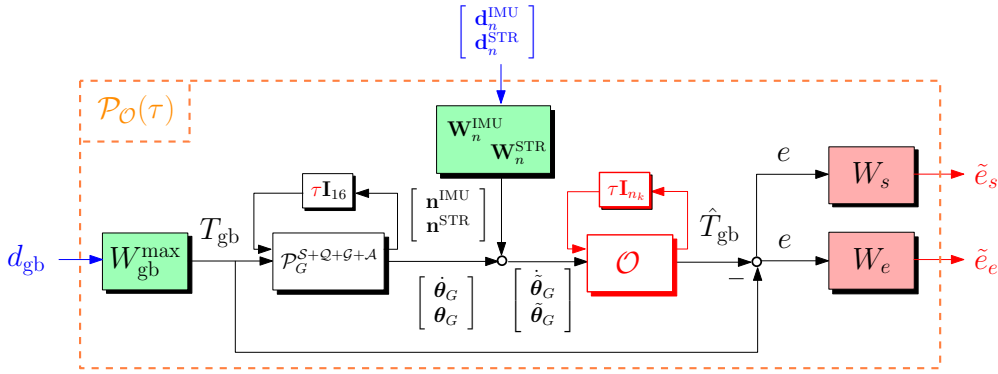 [ d_n^IMU
d_n^STR ]
𝒫_𝒪(τ)
W_n^IMU
W_n^STR
e
W_s
ẽ_s
τI_16
[ n^IMU
n^STR ]
τI_{n_k}
d_gb
W_gb^max
T_gb
𝒫_G^{𝒮+𝒬+𝒢+𝒜}
𝒪
T̂_gb
−
e
W_e
ẽ_e
[ θ̇_G
θ_G ]
[ θ̃̇_G
θ̃_G ]